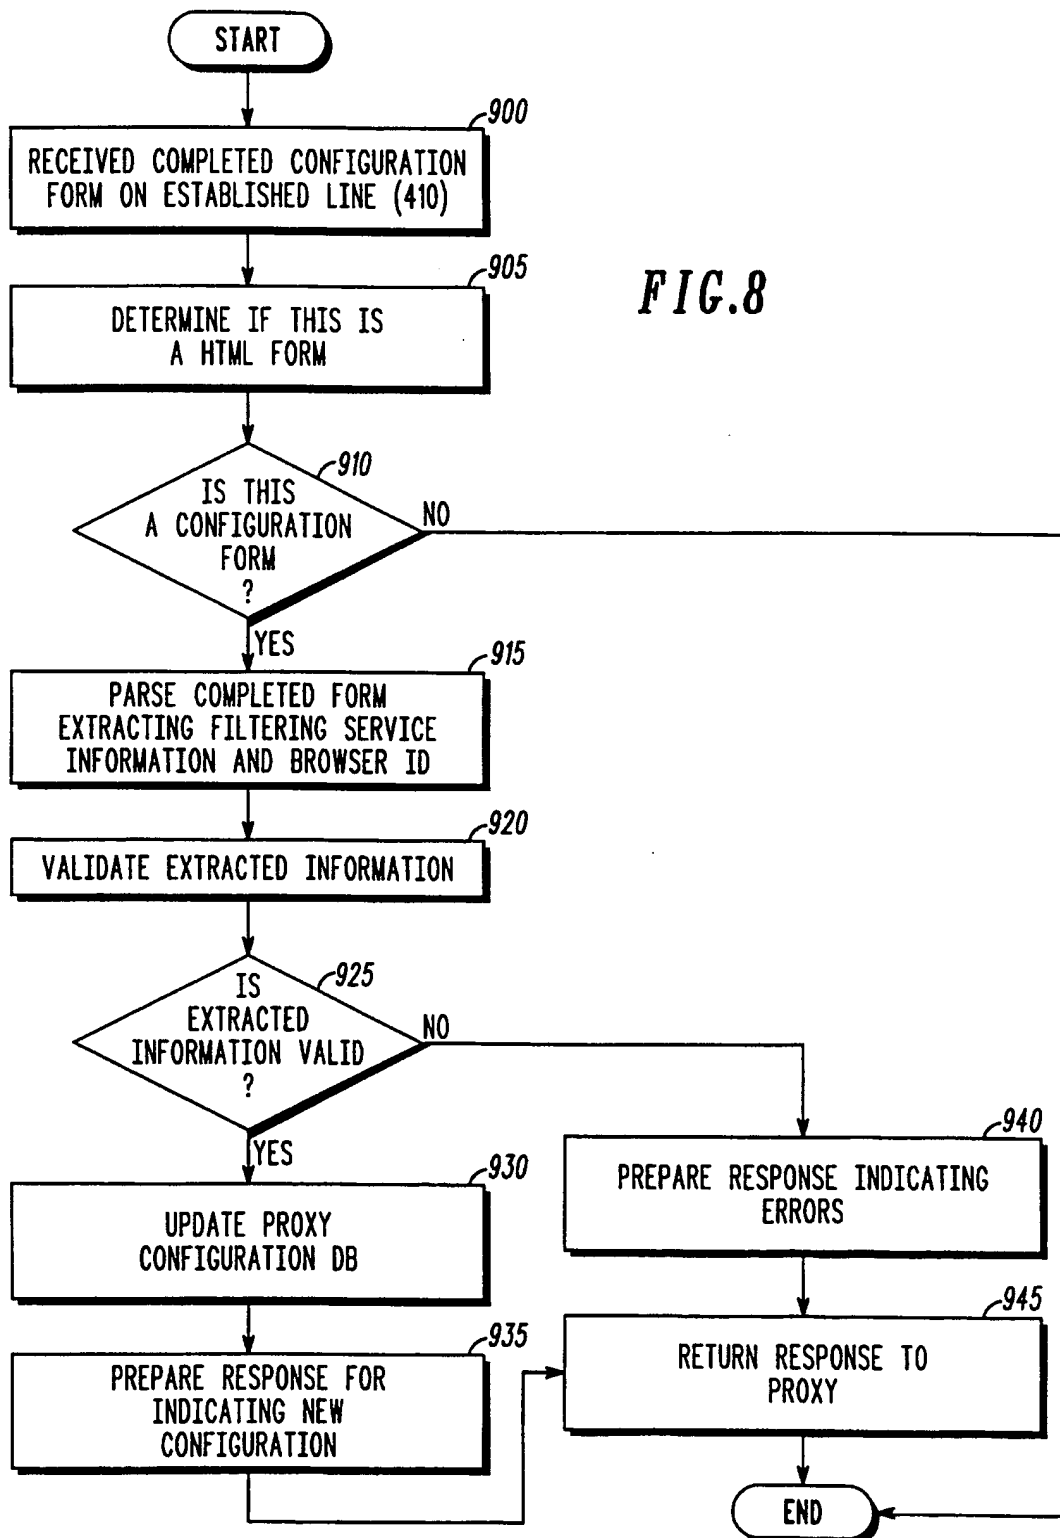 START
900
RECEIVED COMPLETED CONFIGURATION
FORM ON ESTABLISHED LINE (410)
905
DETERMINE IF THIS IS
A HTML FORM
FIG.8
910
IS THIS
A CONFIGURATION
FORM
?
NO
YES
915
PARSE COMPLETED FORM
EXTRACTING FILTERING SERVICE
INFORMATION AND BROWSER ID
920
VALIDATE EXTRACTED INFORMATION
925
IS
EXTRACTED
INFORMATION VALID
?
NO
YES
930
UPDATE PROXY
CONFIGURATION DB
935
PREPARE RESPONSE FOR
INDICATING NEW
CONFIGURATION
940
PREPARE RESPONSE INDICATING
ERRORS
945
RETURN RESPONSE TO
PROXY
END